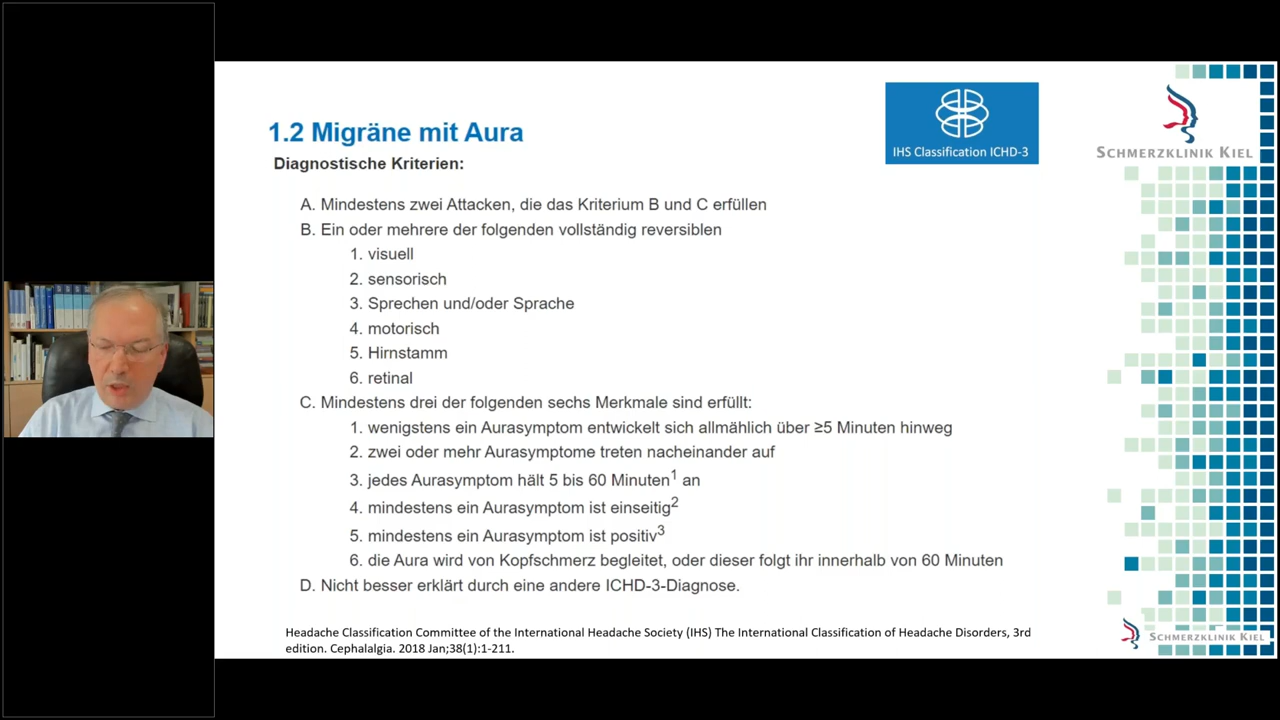 1.2 Migräne mit Aura
IHS Classification ICHD-3
SCHMERZKLINIK KIEL
Diagnostische Kriterien:
A. Mindestens zwei Attacken, die das Kriterium B und C erfüllen
B. Ein oder mehrere der folgenden vollständig reversiblen
1. visuell
2. sensorisch
3. Sprechen und/oder Sprache
4. motorisch
5. Hirnstamm
6. retinal
C. Mindestens drei der folgenden sechs Merkmale sind erfüllt:
1. wenigstens ein Aurasymptom entwickelt sich allmählich über ≥5 Minuten hinweg
2. zwei oder mehr Aurasymptome treten nacheinander auf
3. jedes Aurasymptom hält 5 bis 60 Minuten¹ an
4. mindestens ein Aurasymptom ist einseitig²
5. mindestens ein Aurasymptom ist positiv³
6. die Aura wird von Kopfschmerz begleitet, oder dieser folgt ihr innerhalb von 60 Minuten
D. Nicht besser erklärt durch eine andere ICHD-3-Diagnose.
Headache Classification Committee of the International Headache Society (IHS) The International Classification of Headache Disorders, 3rd
edition. Cephalalgia. 2018 Jan;38(1):1-211.
SCHMERZKLINIK KIEL